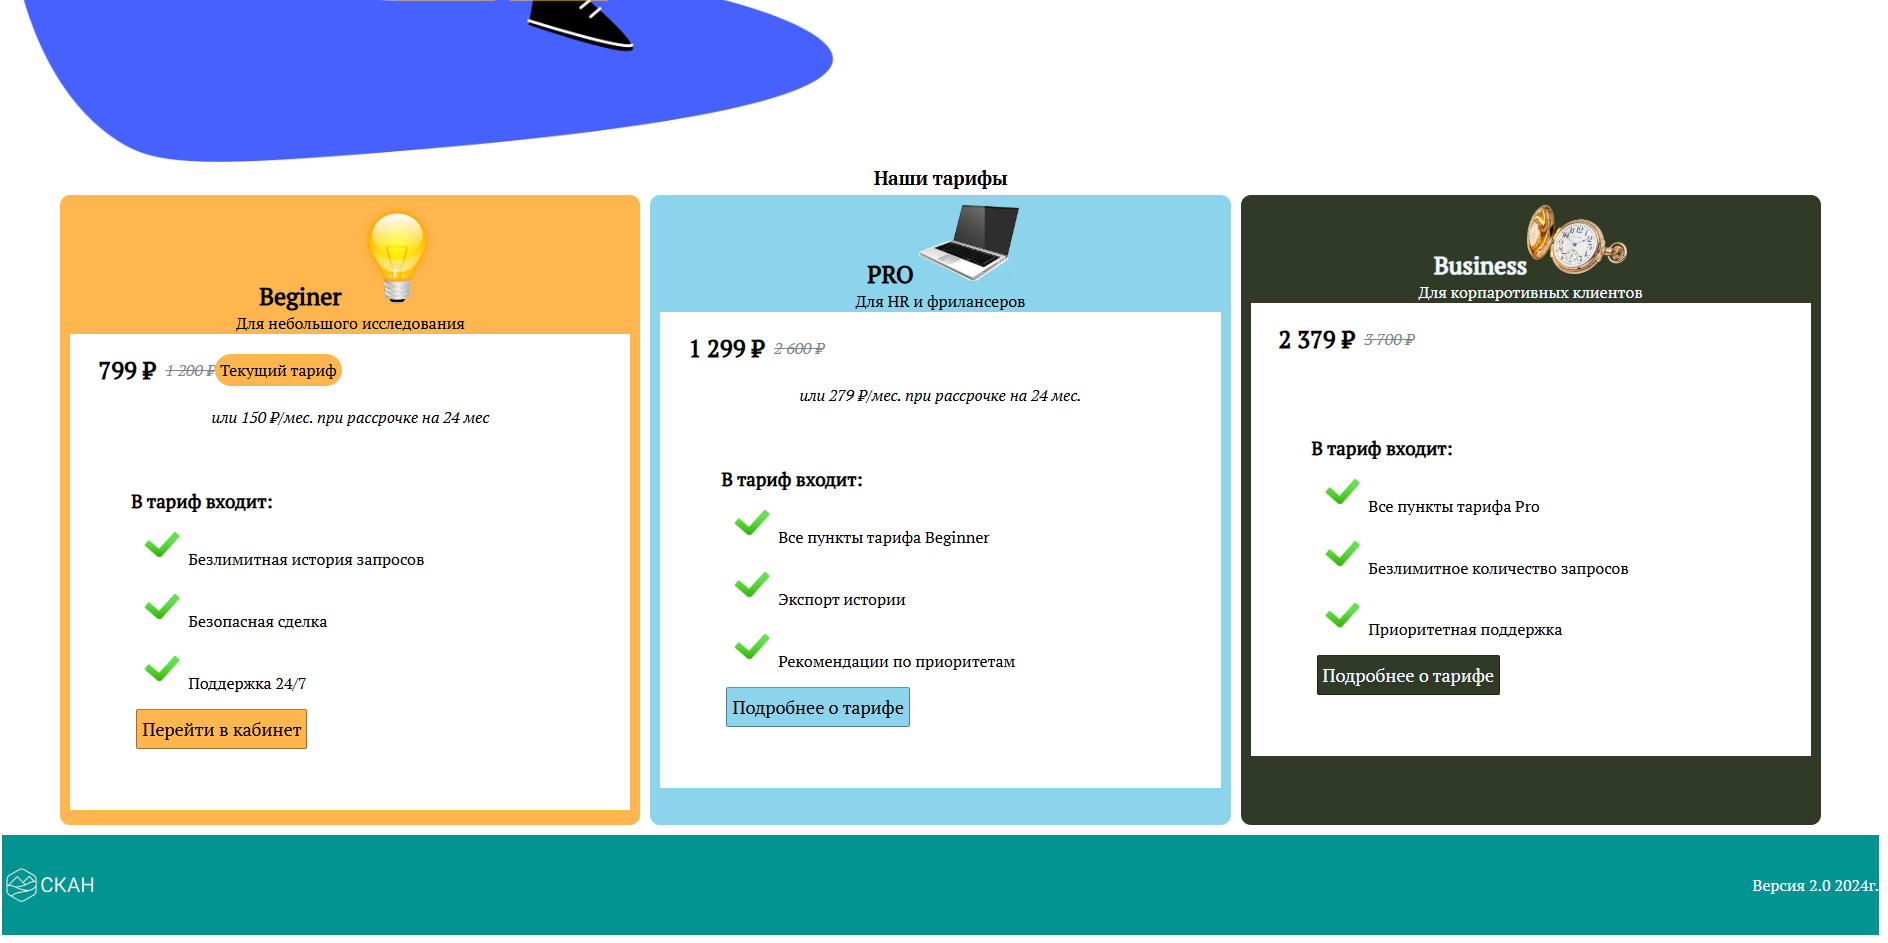 Наши тарифы
Beginer
Для небольшого исследования
799 ₽ 1 200 ₽ Текущий тариф
или 150 ₽/мес. при рассрочке на 24 мес
В тариф входит:
Безлимитная история запросов
Безопасная сделка
Поддержка 24/7
Перейти в кабинет
PRO
Для HR и фрилансеров
1 299 ₽ 2 600 ₽
или 279 ₽/мес. при рассрочке на 24 мес.
В тариф входит:
Все пункты тарифа Beginner
Экспорт истории
Рекомендации по приоритетам
Подробнее о тарифе
Business
Для корпаротивных клиентов
2 379 ₽ 3 700 ₽
В тариф входит:
Все пункты тарифа Pro
Безлимитное количество запросов
Приоритетная поддержка
Подробнее о тарифе
СКАН
Версия 2.0 2024г.